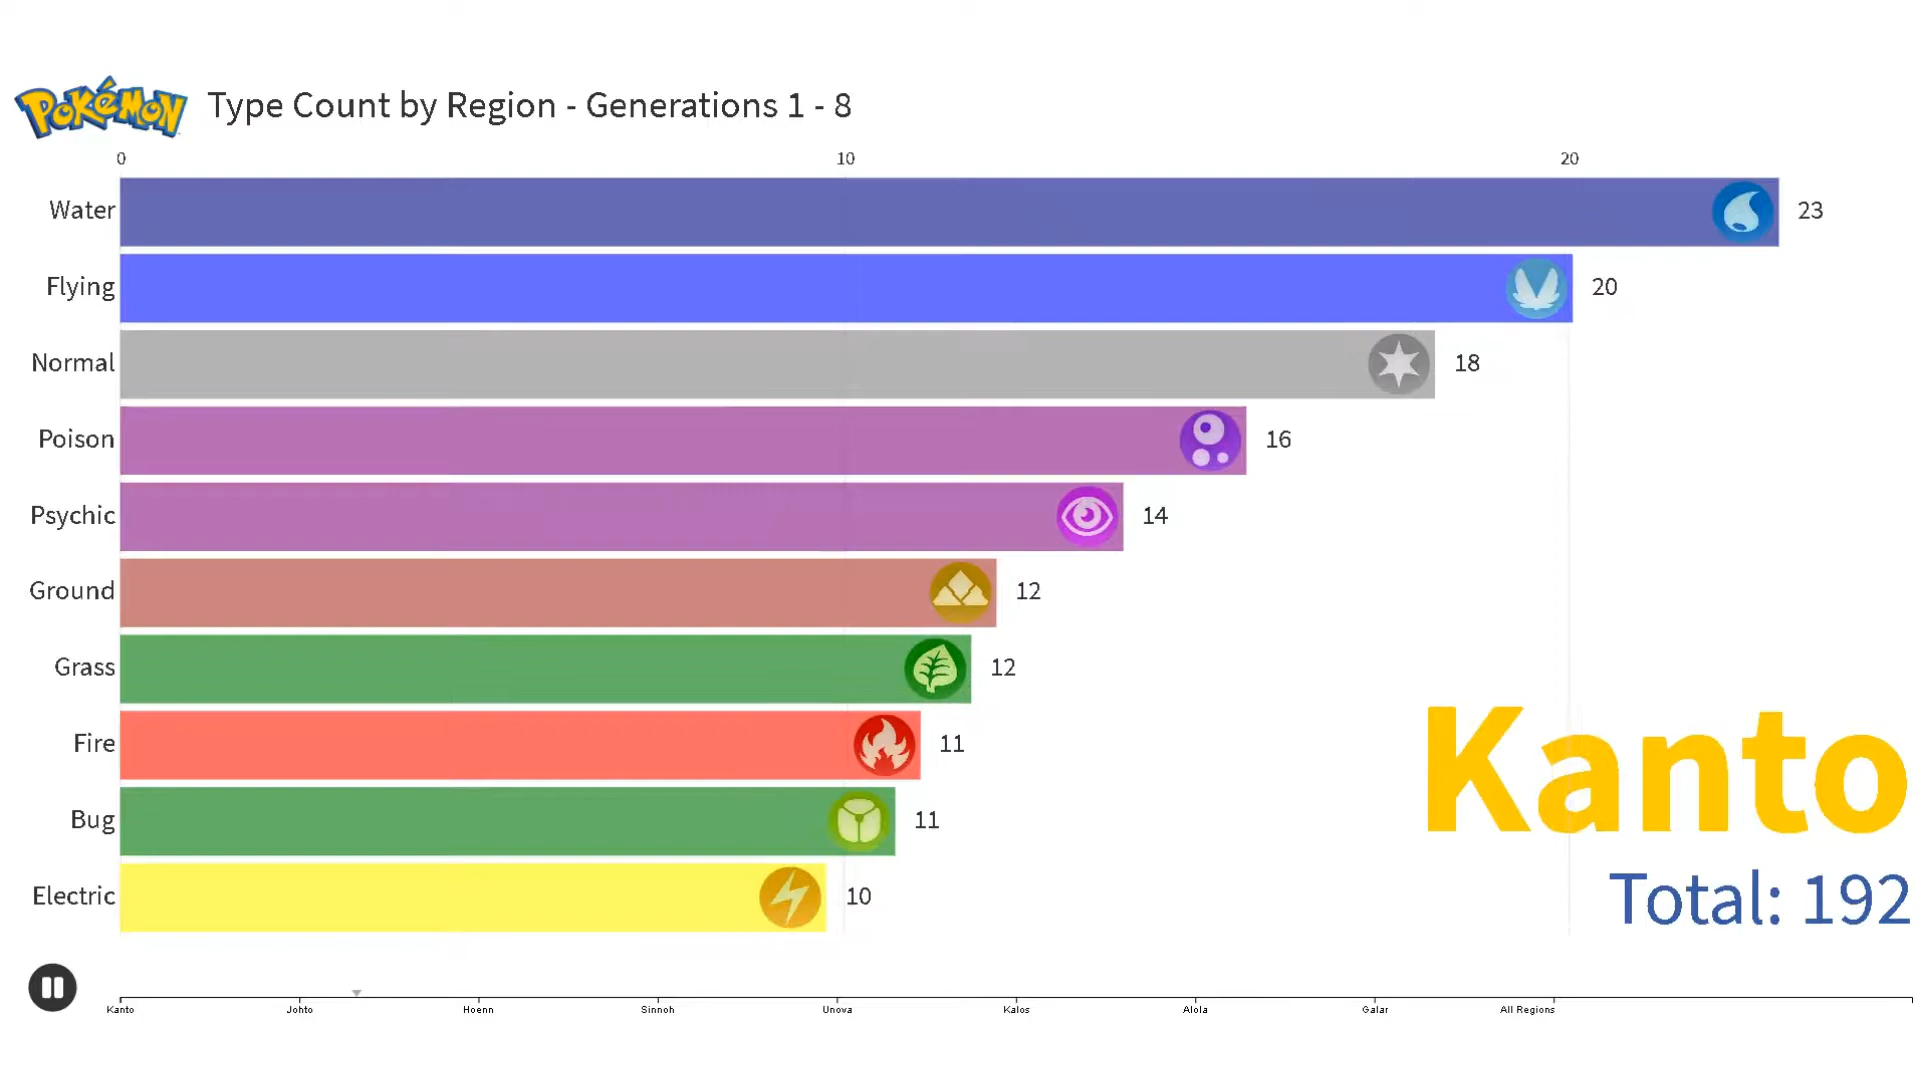 POKéMON Type Count by Region - Generations 1 - 8
0 10 20
Water 23
Flying 20
Normal 18
Poison 16
Psychic 14
Ground 12
Grass 12
Fire 11
Bug 11
Electric 10
Kanto
Total: 192
Kanto Johto Hoenn Sinnoh Unova Kalos Alola Galar All Regions